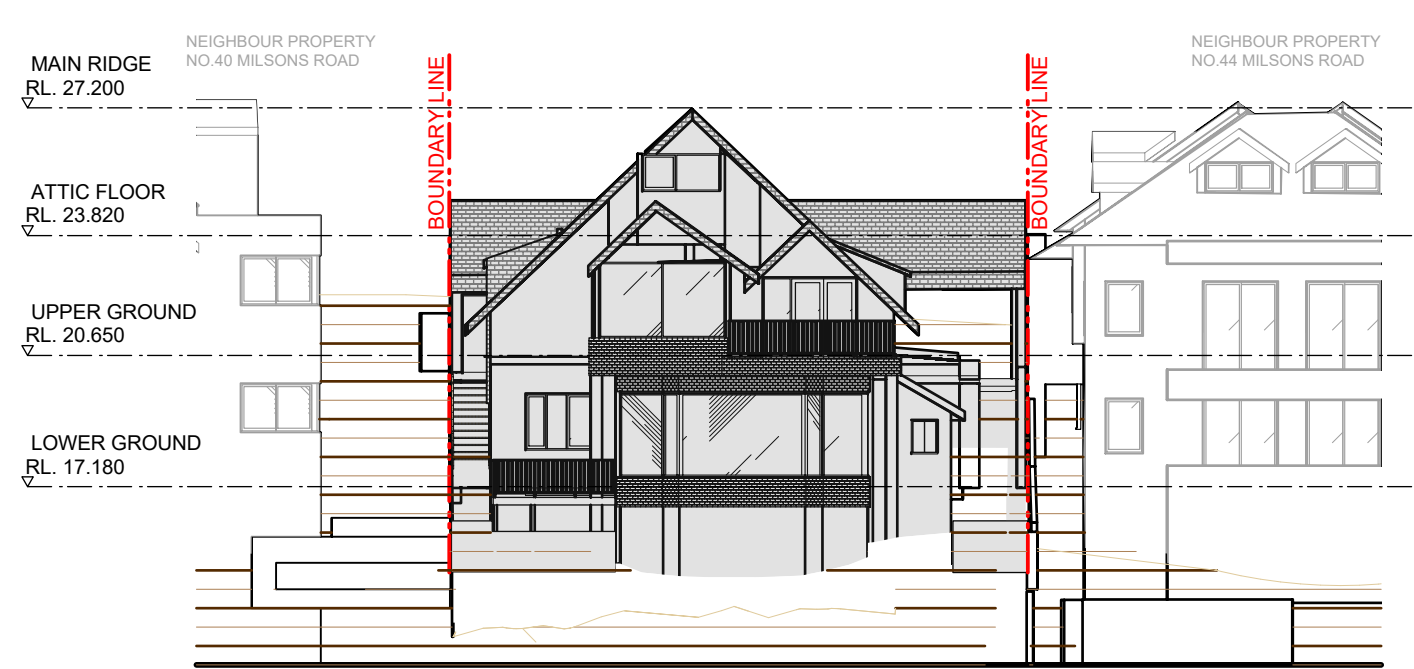 NEIGHBOUR PROPERTY
NO.40 MILSONS ROAD
NEIGHBOUR PROPERTY
NO.44 MILSONS ROAD
MAIN RIDGE
RL. 27.200
BOUNDARY LINE
BOUNDARY LINE
ATTIC FLOOR
RL. 23.820
UPPER GROUND
RL. 20.650
LOWER GROUND
RL. 17.180